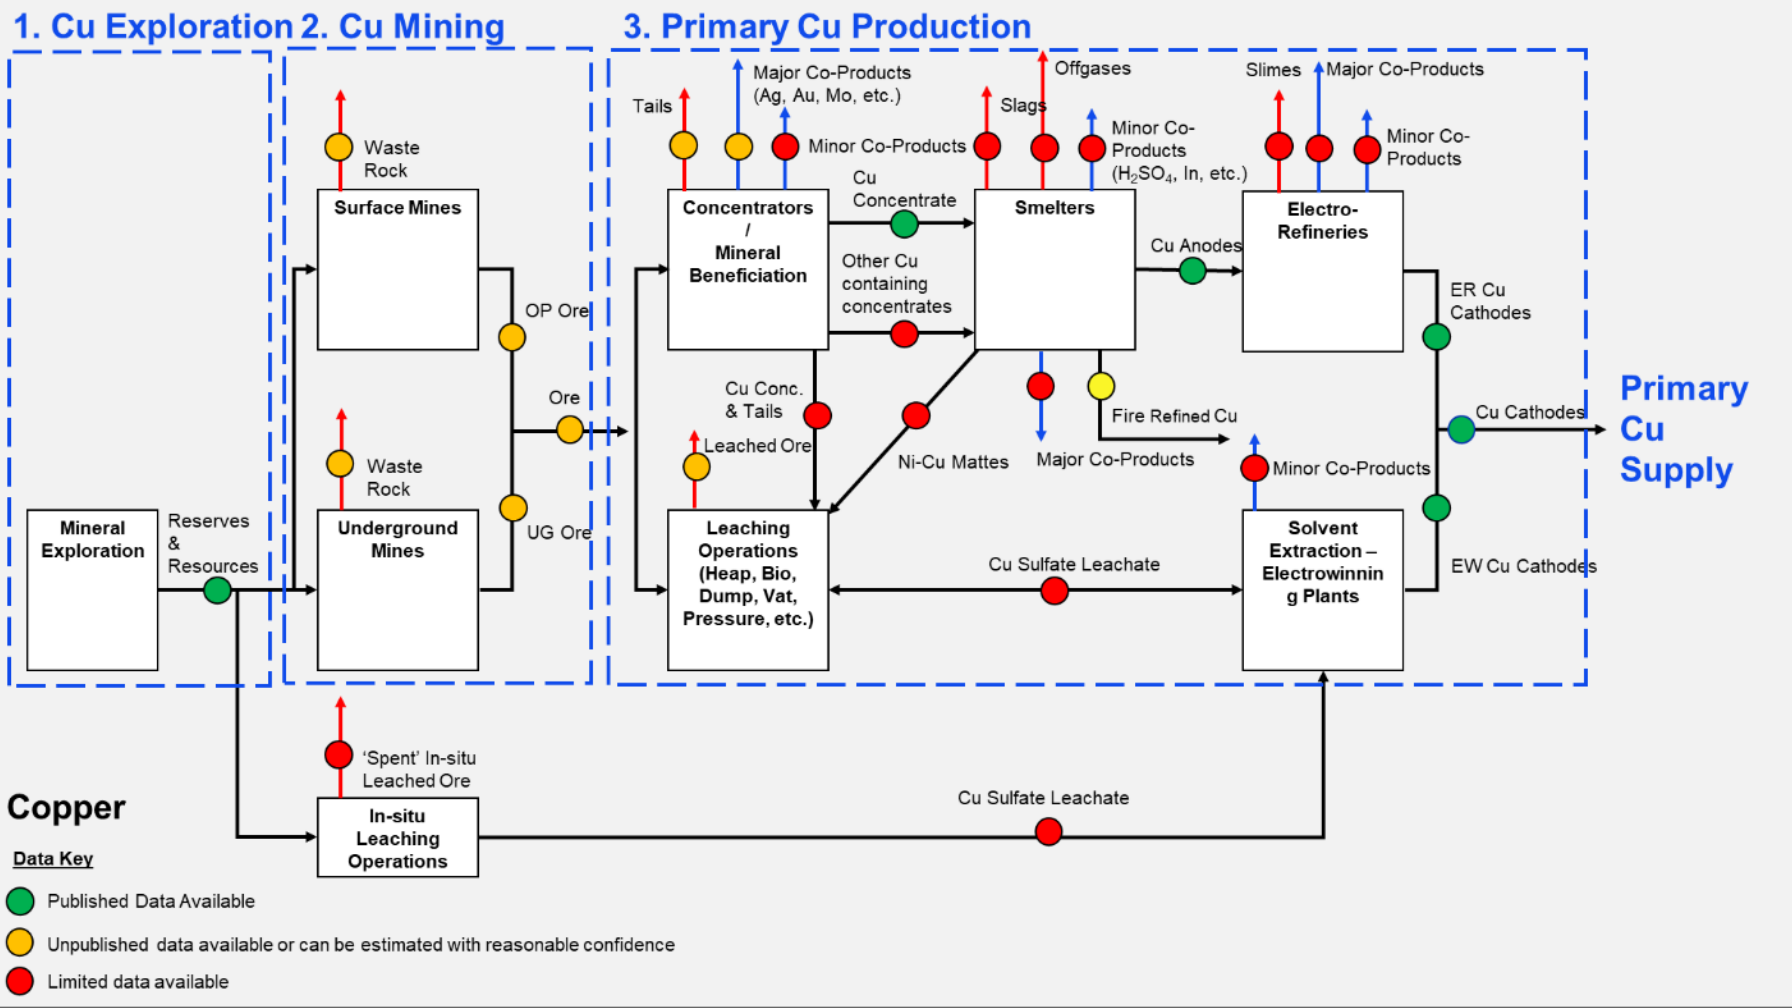 1. Cu Exploration
2. Cu Mining
3. Primary Cu Production
Mineral
Exploration
Reserves
&
Resources
Waste
Rock
Surface Mines
OP Ore
Ore
Waste
Rock
Underground
Mines
UG Ore
Tails
Major Co-Products
(Ag, Au, Mo, etc.)
Minor Co-Products
Concentrators
/
Mineral
Beneficiation
Cu
Concentrate
Other Cu
containing
concentrates
Slags
Offgases
Minor Co-
Products
(H₂SO₄, In, etc.)
Smelters
Cu Anodes
Slimes
Major Co-Products
Minor Co-
Products
Electro-
Refineries
ER Cu
Cathodes
Cu Conc.
& Tails
Leached Ore
Ni-Cu Mattes
Fire Refined Cu
Major Co-Products
Minor Co-Products
Cu Cathodes
Primary
Cu
Supply
Leaching
Operations
(Heap, Bio,
Dump, Vat,
Pressure, etc.)
Cu Sulfate Leachate
Solvent
Extraction –
Electrowinnin
g Plants
EW Cu Cathodes
‘Spent’ In-situ
Leached Ore
In-situ
Leaching
Operations
Cu Sulfate Leachate
Copper
Data Key
Published Data Available
Unpublished data available or can be estimated with reasonable confidence
Limited data available